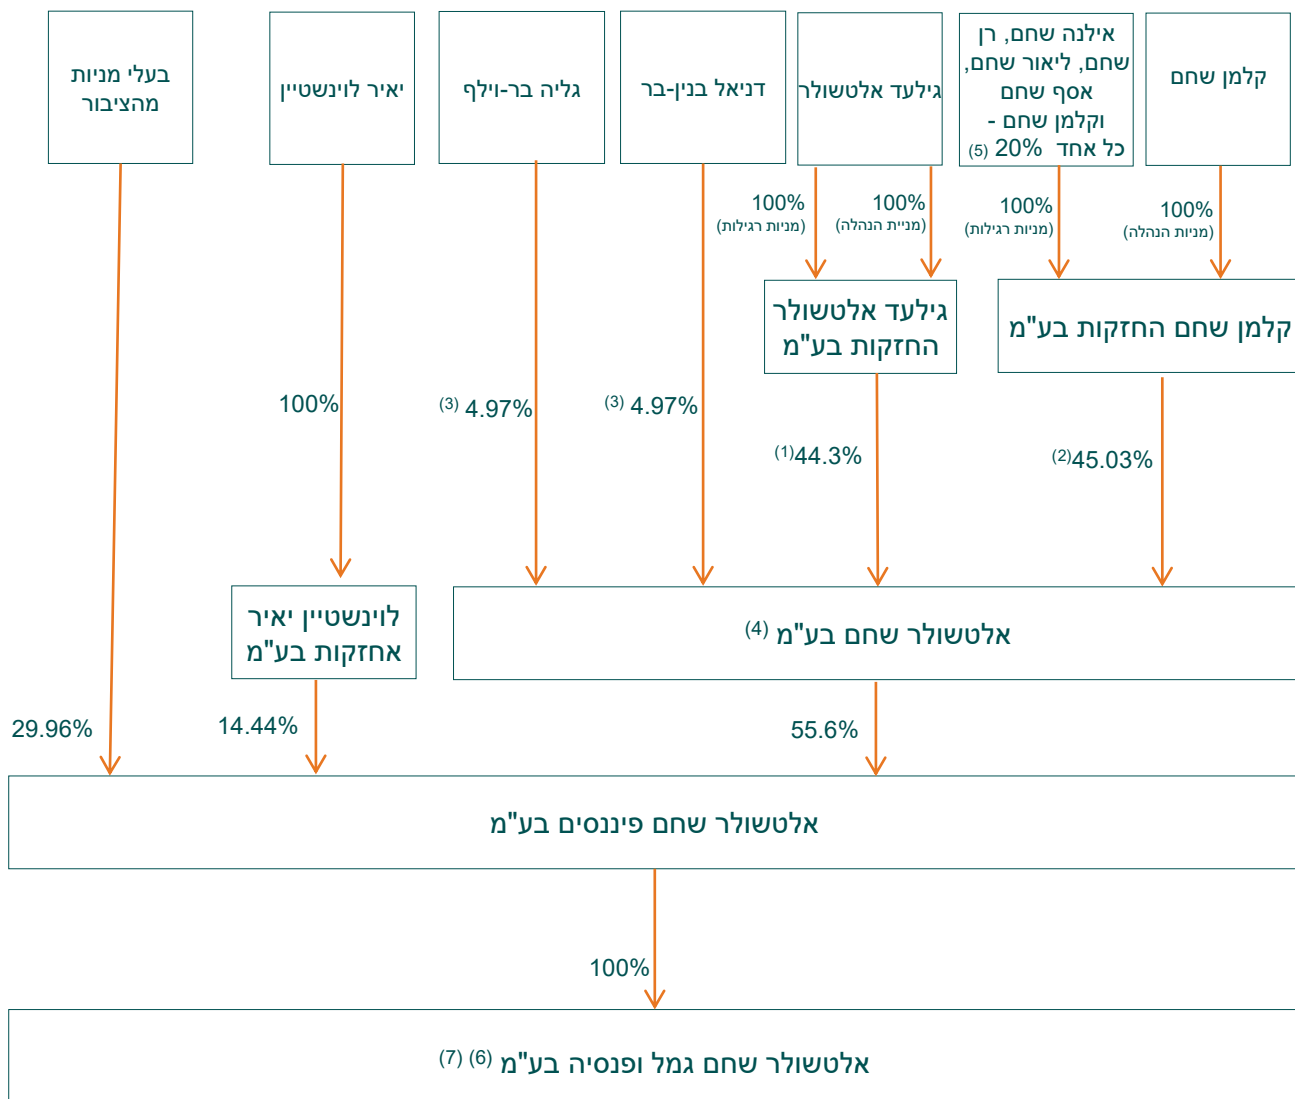 קלמן שחם
אילנה שחם, רן
שחם, ליאור שחם,
אסף שחם
וקלמן שחם -
כל אחד 20% (5)
גילעד אלטשולר
דניאל בנין-בר
גליה בר-וילף
יאיר לוינשטיין
בעלי מניות
מהציבור
100%
(מניות הנהלה)
100%
(מניות רגילות)
100%
(מניית הנהלה)
100%
(מניות רגילות)
קלמן שחם החזקות בע"מ
גילעד אלטשולר
החזקות בע"מ
45.03%(2)
44.3%(1)
4.97% (3)
4.97% (3)
100%
אלטשולר שחם בע"מ (4)
לוינשטיין יאיר
אחזקות בע"מ
55.6%
14.44%
29.96%
אלטשולר שחם פיננסים בע"מ
100%
אלטשולר שחם גמל ופנסיה בע"מ (6) (7)